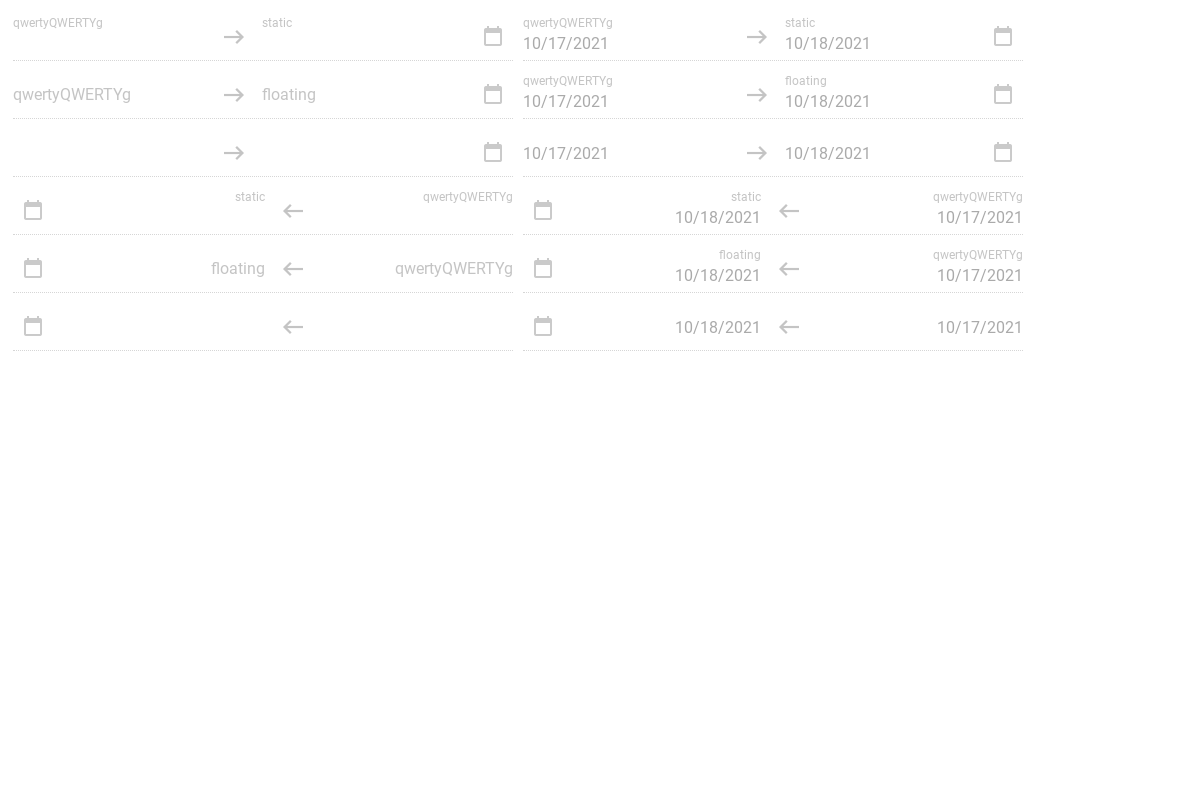 qwertyQWERTYg static qwertyQWERTYg static
10/17/2021 10/18/2021
qwertyQWERTYg floating qwertyQWERTYg floating
10/17/2021 10/18/2021
10/17/2021 10/18/2021
static qwertyQWERTYg static qwertyQWERTYg
10/18/2021 10/17/2021
floating qwertyQWERTYg floating qwertyQWERTYg
10/18/2021 10/17/2021
10/18/2021 10/17/2021